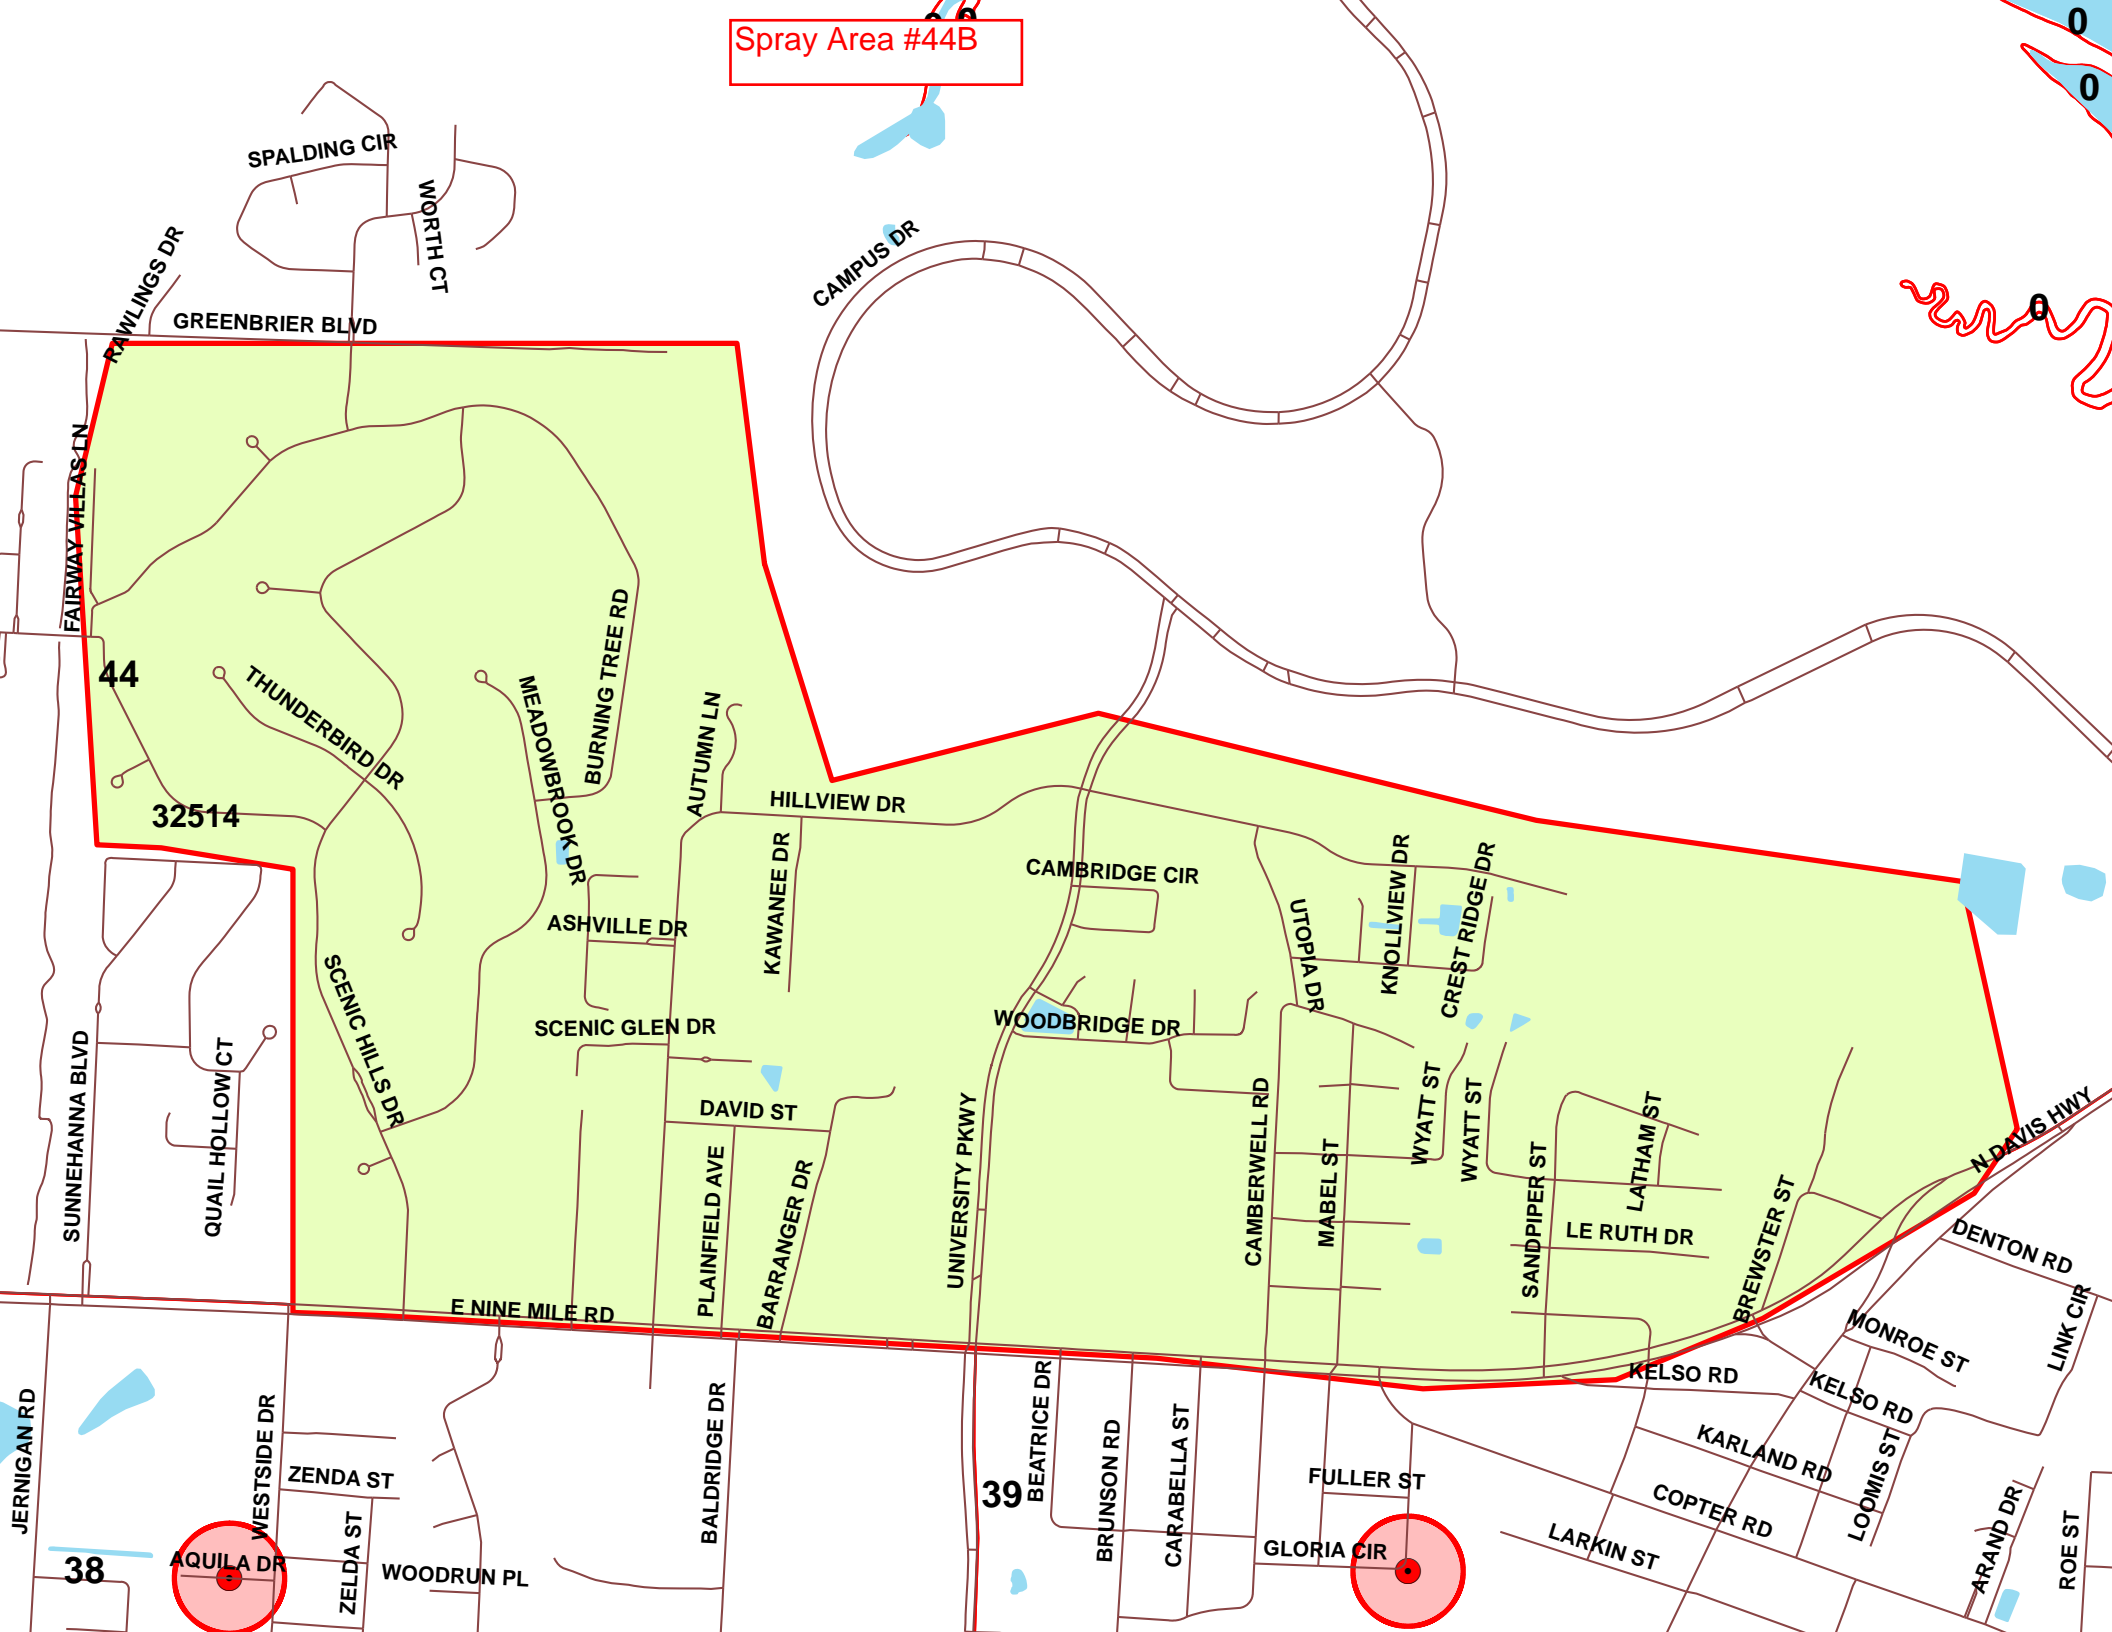 0
0
0
Spray Area #44B
0
SPALDING CIR
WORTH CT
RAWLINGS DR
CAMPUS DR
0
GREENBRIER BLVD
FAIRWAY VILLAS LN
44
THUNDERBIRD DR
MEADOWBROOK DR
BURNING TREE RD
AUTUMN LN
32514
HILLVIEW DR
KAWANEE DR
CAMBRIDGE CIR
KNOLLVIEW DR
CREST RIDGE DR
UTOPIA DR
ASHVILLE DR
SCENIC HILLS DR
SCENIC GLEN DR
WOODBRIDGE DR
SUNNEHANNA BLVD
QUAIL HOLLOW CT
DAVID ST
PLAINFIELD AVE
BARRANGER DR
UNIVERSITY PKWY
CAMBERWELL RD
MABEL ST
WYATT ST
WYATT ST
SANDPIPER ST
LATHAM ST
LE RUTH DR
BREWSTER ST
N DAVIS HWY
DENTON RD
LINK CIR
MONROE ST
E NINE MILE RD
KELSO RD
KELSO RD
JERNIGAN RD
WESTSIDE DR
ZENDA ST
ZELDA ST
BALDRIDGE DR
39
BEATRICE DR
BRUNSON RD
CARABELLA ST
FULLER ST
KARLAND RD
LOOMIS ST
COPTER RD
LARKIN ST
ARAND DR
ROE ST
38
AQUILA DR
WOODRUN PL
GLORIA CIR